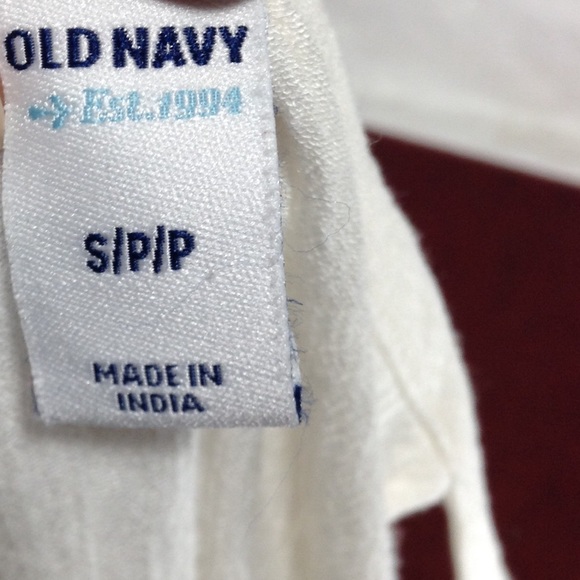 OLD NAVY
Est. 1994
S/P/P
MADE IN
INDIA